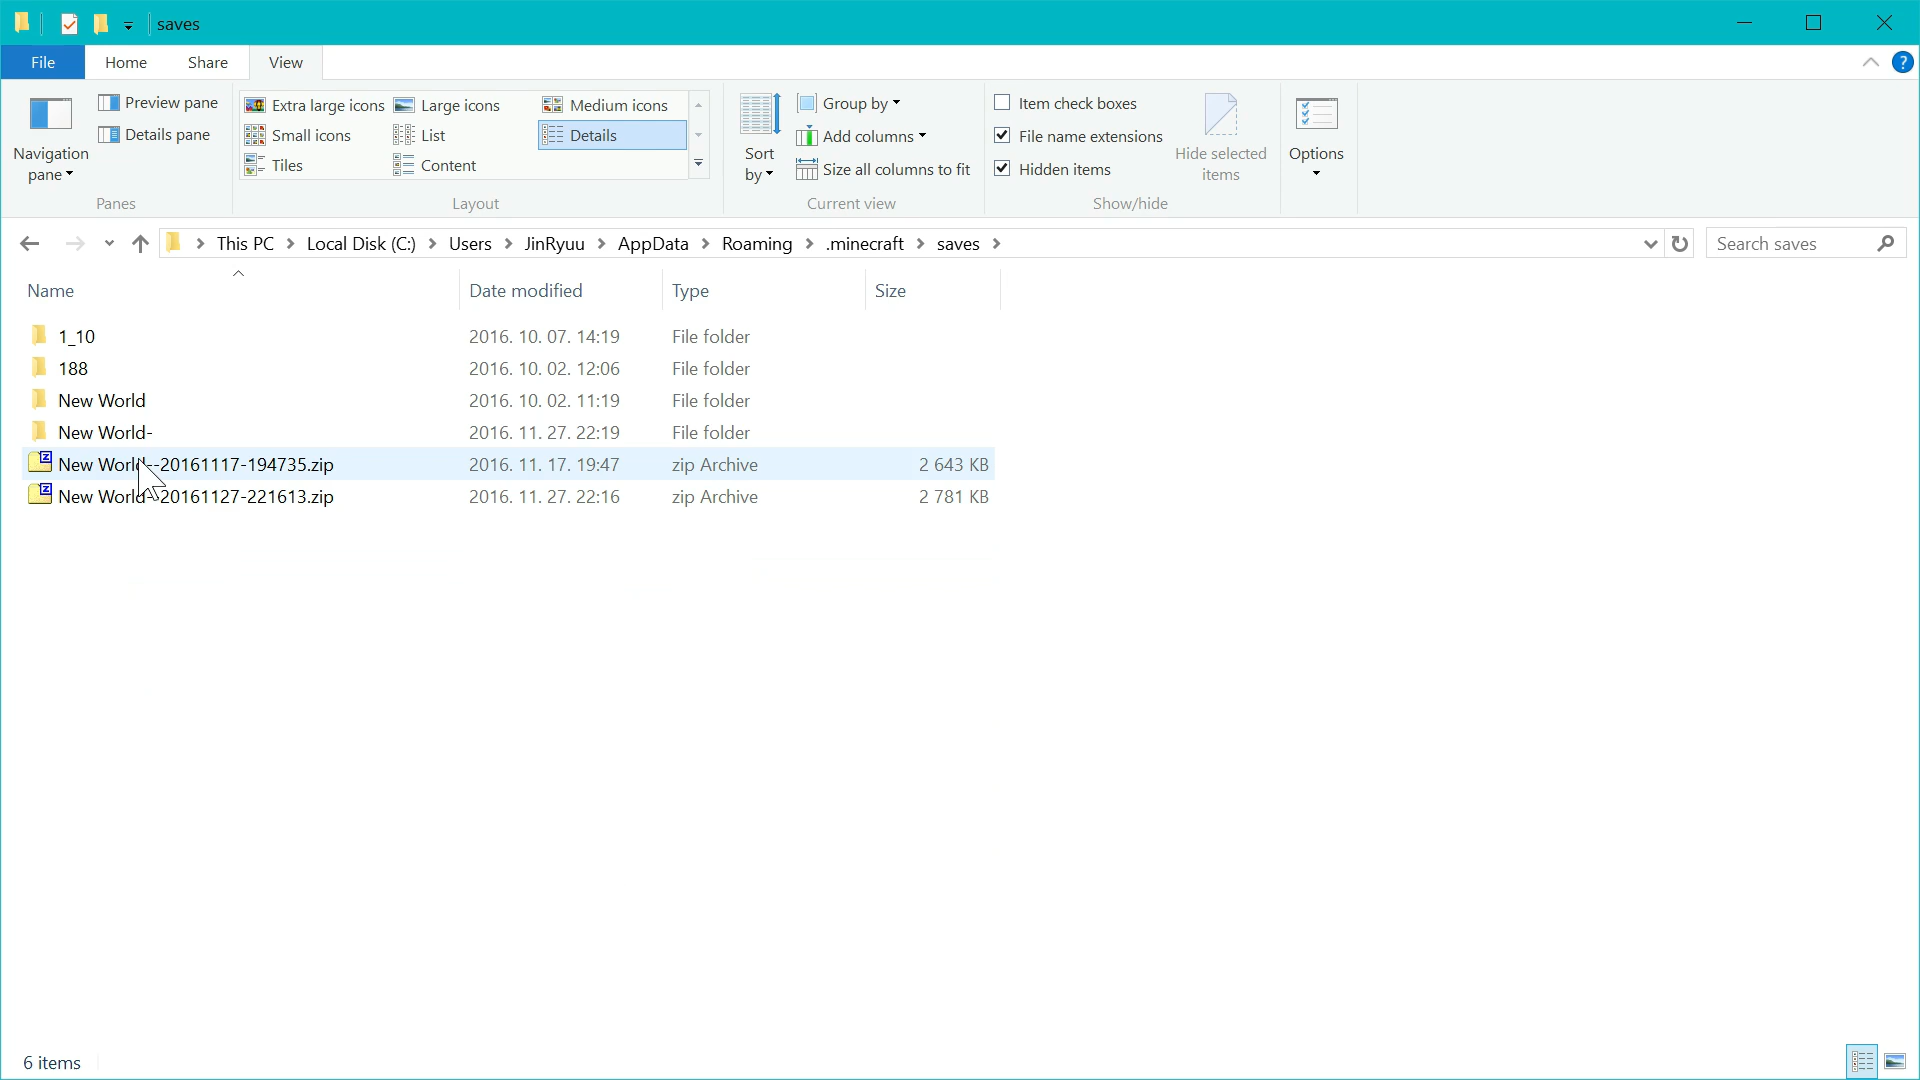 saves
File Home Share View
Navigation pane
Preview pane
Details pane
Panes
Extra large icons Large icons Medium icons
Small icons List Details
Tiles Content
Layout
Sort by
Group by
Add columns
Size all columns to fit
Current view
Item check boxes
File name extensions
Hidden items
Hide selected items
Show/hide
Options
?
This PC > Local Disk (C:) > Users > JinRyuu > AppData > Roaming > .minecraft > saves >
Search saves
Name Date modified Type Size
1_10 2016. 10. 07. 14:19 File folder
188 2016. 10. 02. 12:06 File folder
New World 2016. 10. 02. 11:19 File folder
New World- 2016. 11. 27. 22:19 File folder
New World--20161117-194735.zip 2016. 11. 17. 19:47 zip Archive 2 643 KB
New World--20161127-221613.zip 2016. 11. 27. 22:16 zip Archive 2 781 KB
6 items